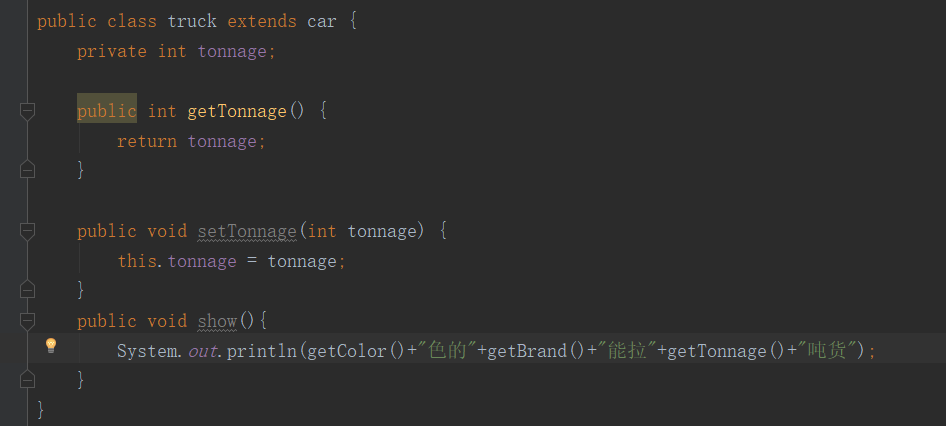 public class truck extends car {
private int tonnage;
public int getTonnage() {
return tonnage;
}
public void setTonnage(int tonnage) {
this.tonnage = tonnage;
}
public void show(){
System.out.println(getColor()+"色的"+getBrand()+"能拉"+getTonnage()+"吨货");
}
}